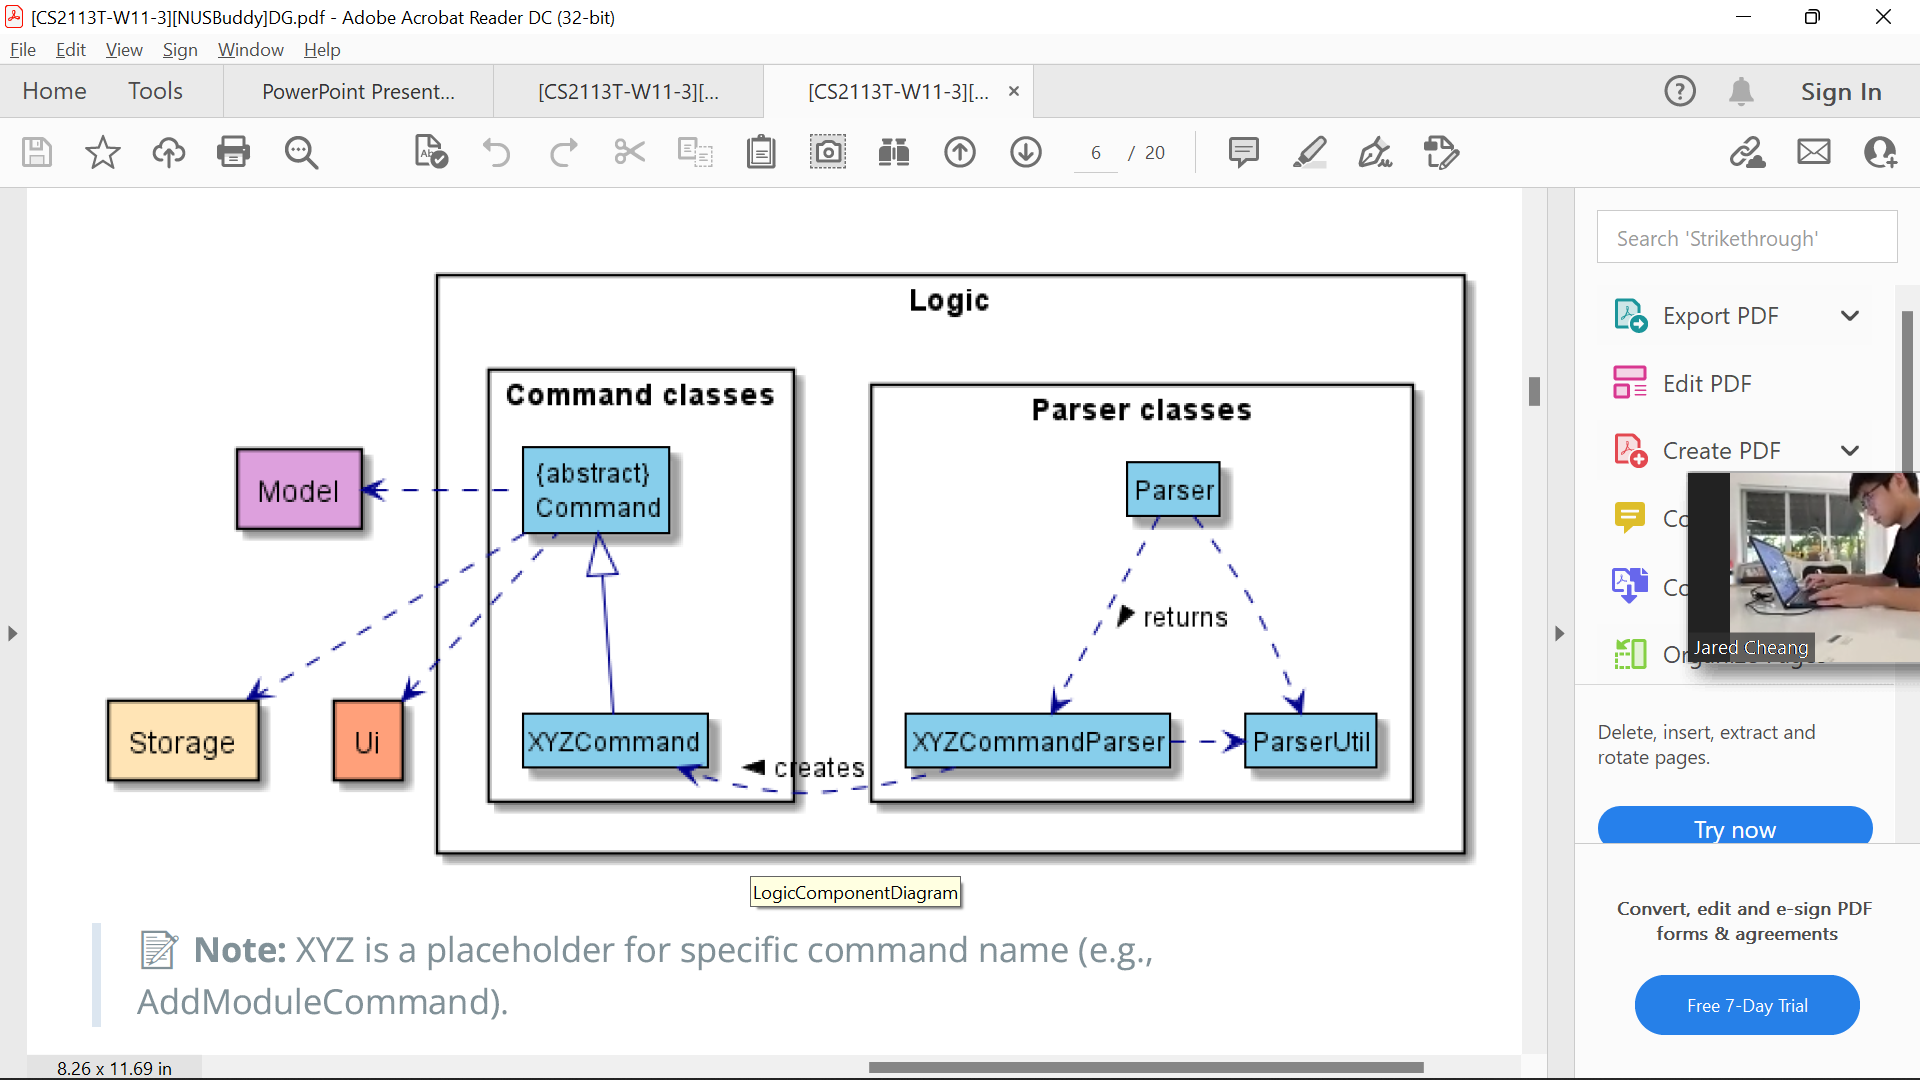 [CS2113T-W11-3][NUSBuddy]DG.pdf - Adobe Acrobat Reader DC (32-bit)
File Edit View Sign Window Help
Home Tools PowerPoint Present... [CS2113T-W11-3][... [CS2113T-W11-3][... × Sign In
6 / 20
Search 'Strikethrough'
Export PDF
Edit PDF
Create PDF
Co
Co
Jared Cheang
Delete, insert, extract and
rotate pages.
Try now
Convert, edit and e-sign PDF
forms & agreements
Free 7-Day Trial
Logic
Command classes
Parser classes
{abstract}
Command
Model
Parser
returns
Storage
Ui
XYZCommand
XYZCommandParser
ParserUtil
creates
LogicComponentDiagram
Note: XYZ is a placeholder for specific command name (e.g.,
AddModuleCommand).
8.26 x 11.69 in